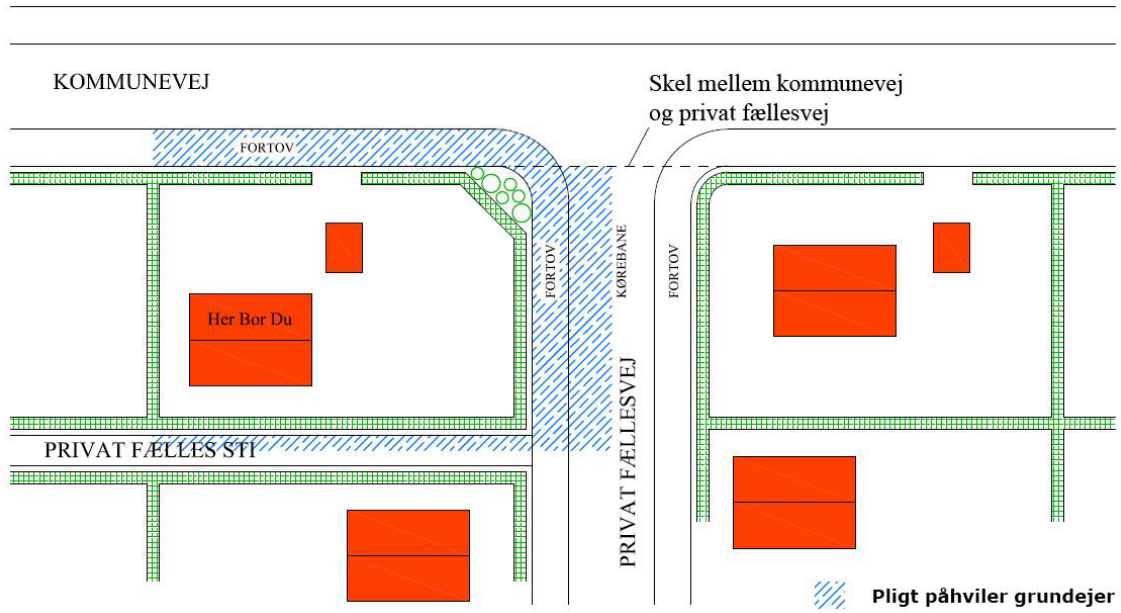 KOMMUNEVEJ
Skel mellem kommunevej
og privat fællesvej
FORTOV
FORTOV
KØREBANE
FORTOV
Her Bor Du
PRIVAT FÆLLESVEJ
PRIVAT FÆLLES STI
Pligt påhviler grundejer